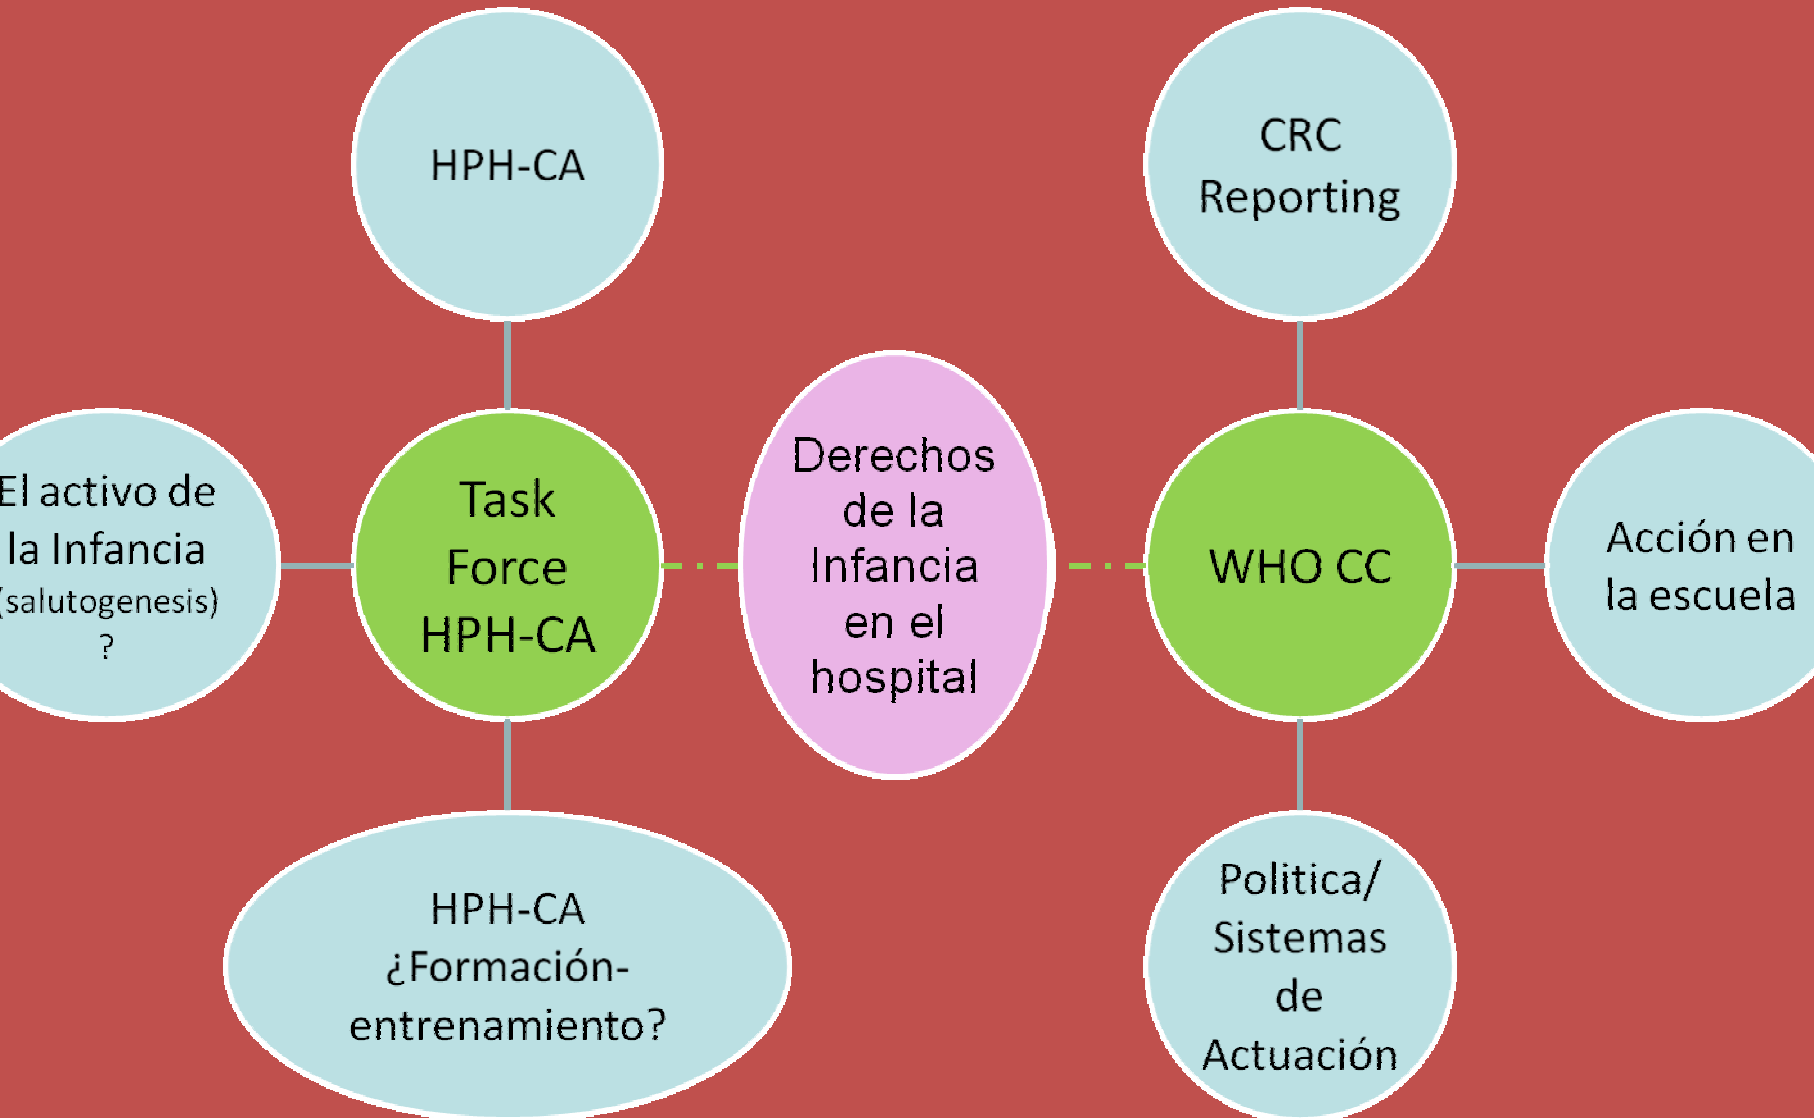 HPH-CA
CRC
Reporting
El activo de
la Infancia
(salutogenesis)
?
Task
Force
HPH-CA
Derechos
de la
Infancia
en el
hospital
WHO CC
Acción en
la escuela
HPH-CA
¿Formación-
entrenamiento?
Politica/
Sistemas
de
Actuación